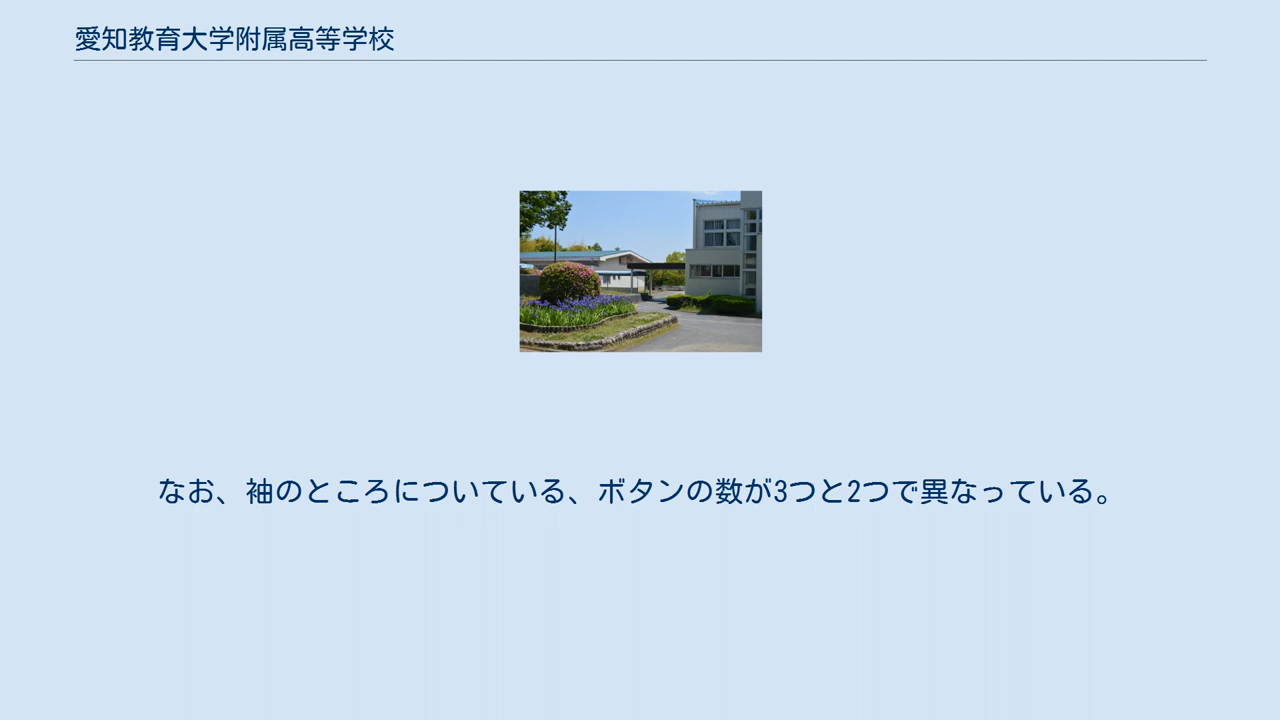 愛知教育大学附属高等学校
なお、袖のところについている、ボタンの数が3つと2つで異なっている。